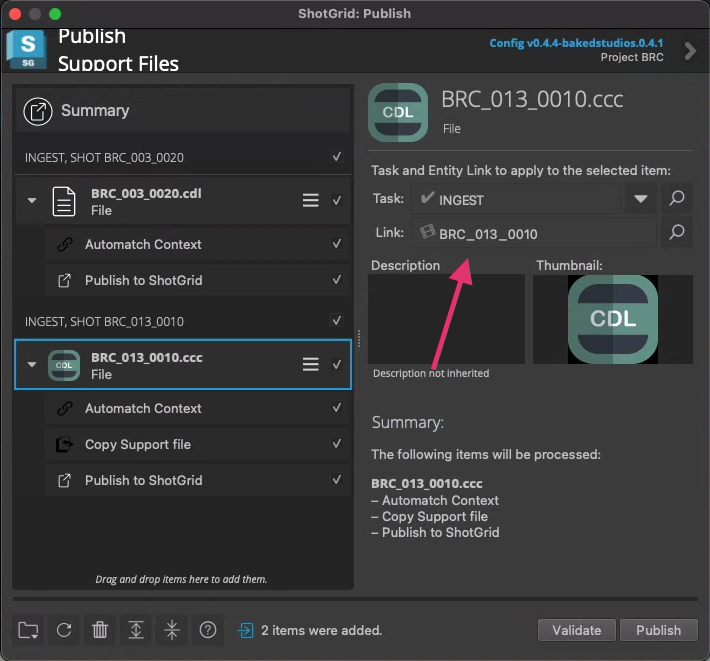 ShotGrid: Publish
S
SG
Publish
Support Files
Config v0.4.4-bakedstudios.0.4.1
Project BRC
Summary
INGEST, SHOT BRC_003_0020
BRC_003_0020.cdl
File
Automatch Context
Publish to ShotGrid
INGEST, SHOT BRC_013_0010
CDL
BRC_013_0010.ccc
File
Automatch Context
Copy Support file
Publish to ShotGrid
Drag and drop items here to add them.
CDL
BRC_013_0010.ccc
File
Task and Entity Link to apply to the selected item:
Task: INGEST
Link: BRC_013_0010
Description
Thumbnail:
CDL
Description not inherited
Summary:
The following items will be processed:
BRC_013_0010.ccc
– Automatch Context
– Copy Support file
– Publish to ShotGrid
2 items were added.
Validate
Publish